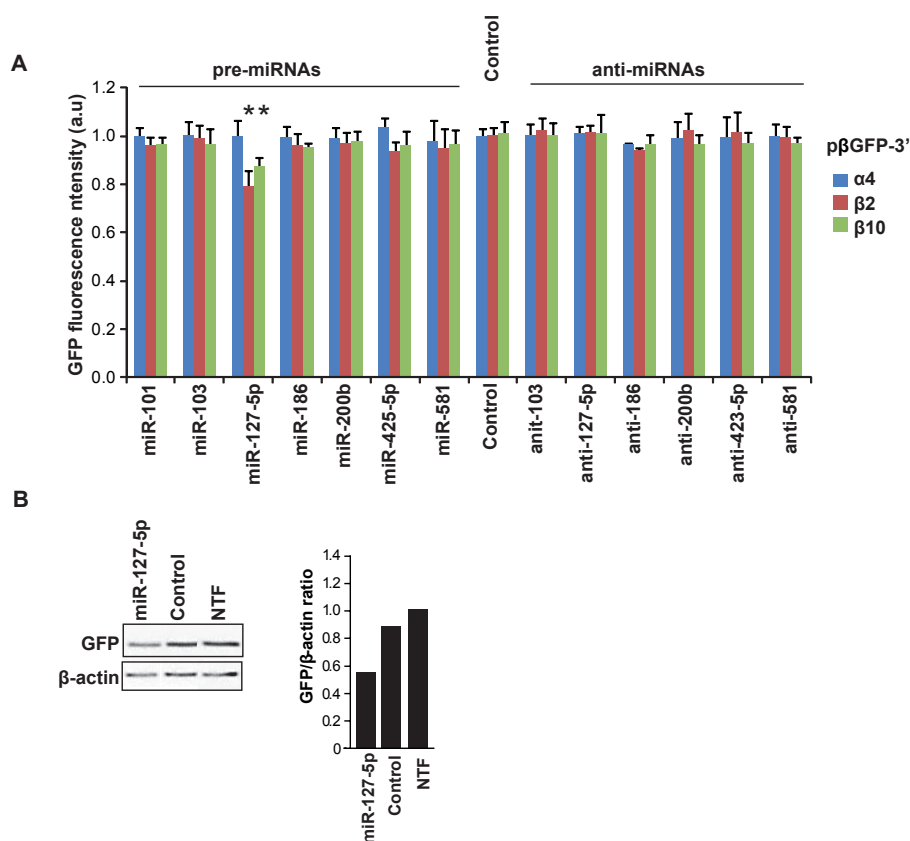 A
pre-miRNAs
Control
anti-miRNAs
GFP fluorescence ntensity (a.u)
1.2
1.0
0.8
0.6
0.4
0.2
0.0
**
pβGFP-3'
α4
β2
β10
miR-101
miR-103
miR-127-5p
miR-186
miR-200b
miR-425-5p
miR-581
Control
anit-103
anti-127-5p
anti-186
anti-200b
anti-423-5p
anti-581
B
miR-127-5p
Control
NTF
GFP
β-actin
GFP/β-actin ratio
1.4
1.2
1.0
0.8
0.6
0.4
0.2
0
miR-127-5p
Control
NTF